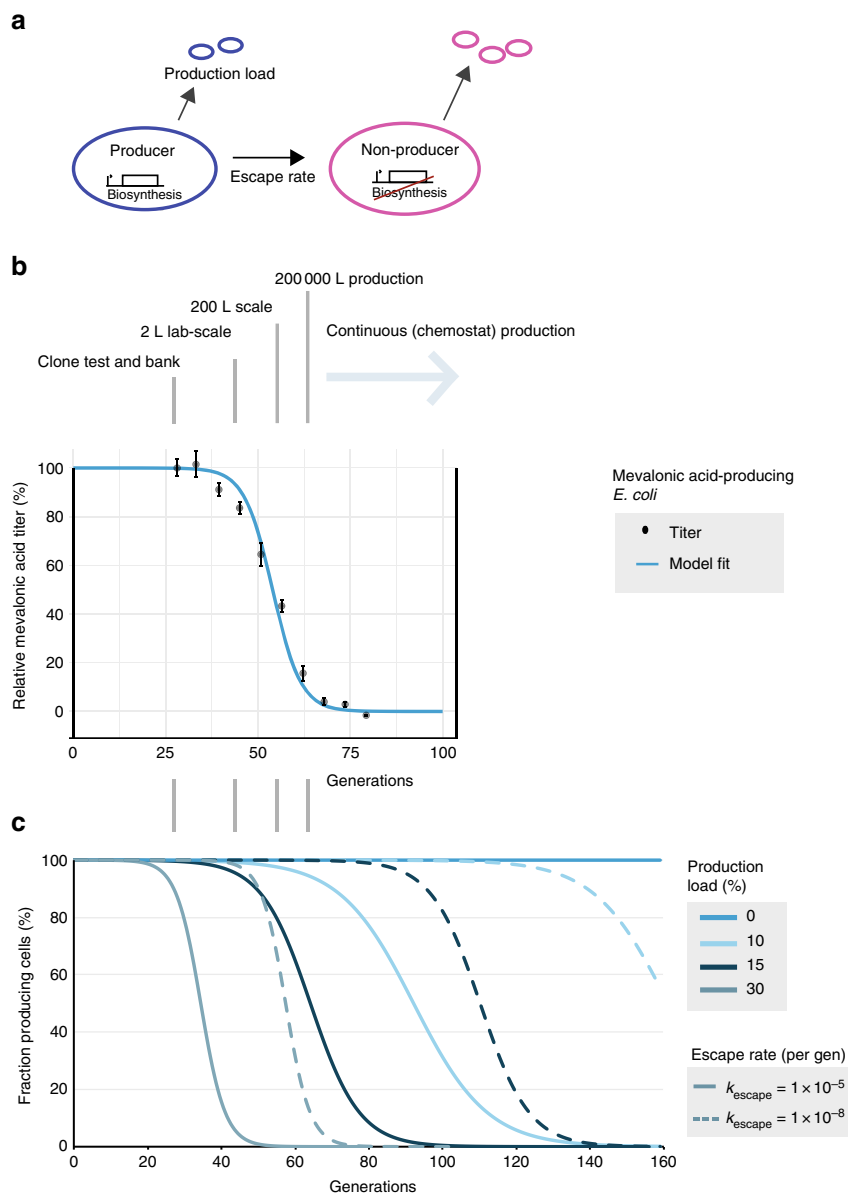 a
Production load
Producer
Biosynthesis
Escape rate
Non-producer
Biosynthesis
b
200 000 L production
200 L scale
2 L lab-scale
Continuous (chemostat) production
Clone test and bank
Relative mevalonic acid titer (%)
100
80
60
40
20
0
0 25 50 75 100
Generations
Mevalonic acid-producing
E. coli
Titer
Model fit
c
Fraction producing cells (%)
100
80
60
40
20
0
0 20 40 60 80 100 120 140 160
Generations
Production
load (%)
0
10
15
30
Escape rate (per gen)
k_escape = 1 × 10⁻⁵
k_escape = 1 × 10⁻⁸